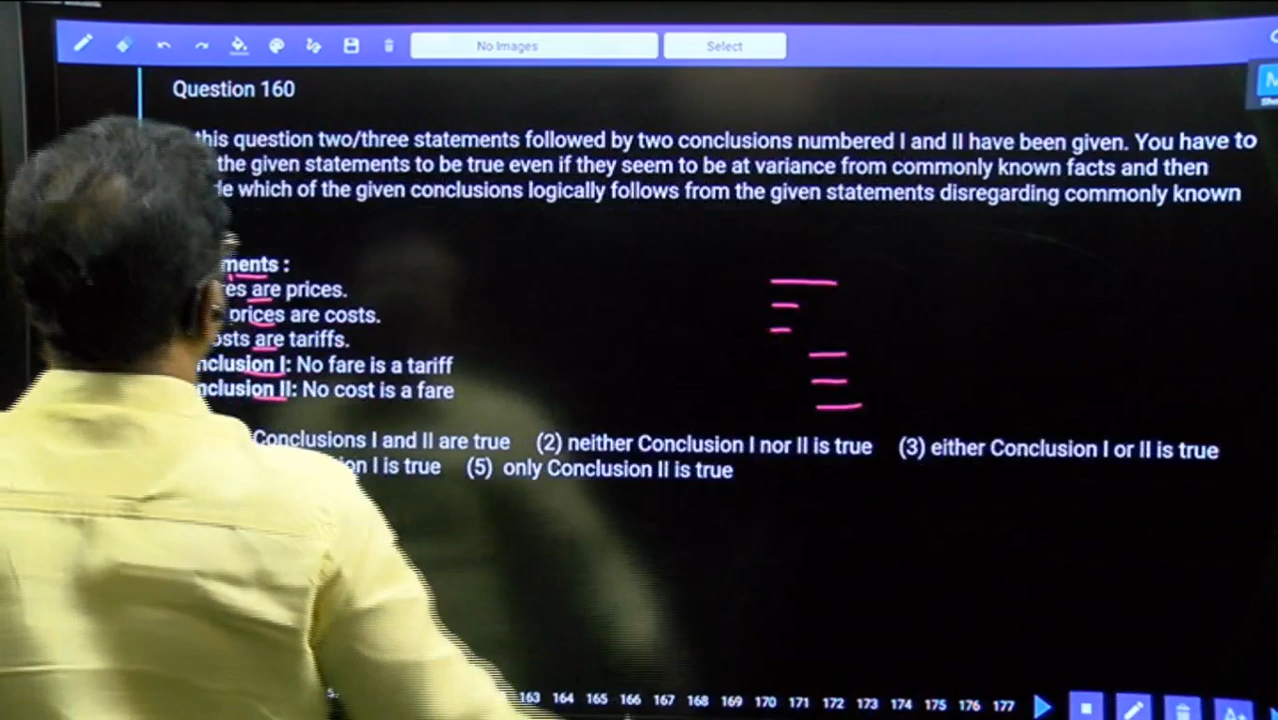 No Images
Select
Question 160
this question two/three statements followed by two conclusions numbered I and II have been given. You have to
the given statements to be true even if they seem to be at variance from commonly known facts and then
which of the given conclusions logically follows from the given statements disregarding commonly known
ments :
es are prices.
prices are costs.
osts are tariffs.
nclusion I: No fare is a tariff
nclusion II: No cost is a fare
Conclusions I and II are true (2) neither Conclusion I nor II is true (3) either Conclusion I or II is true
on I is true (5) only Conclusion II is true
163 164 165 166 167 168 169 170 171 172 173 174 175 176 177